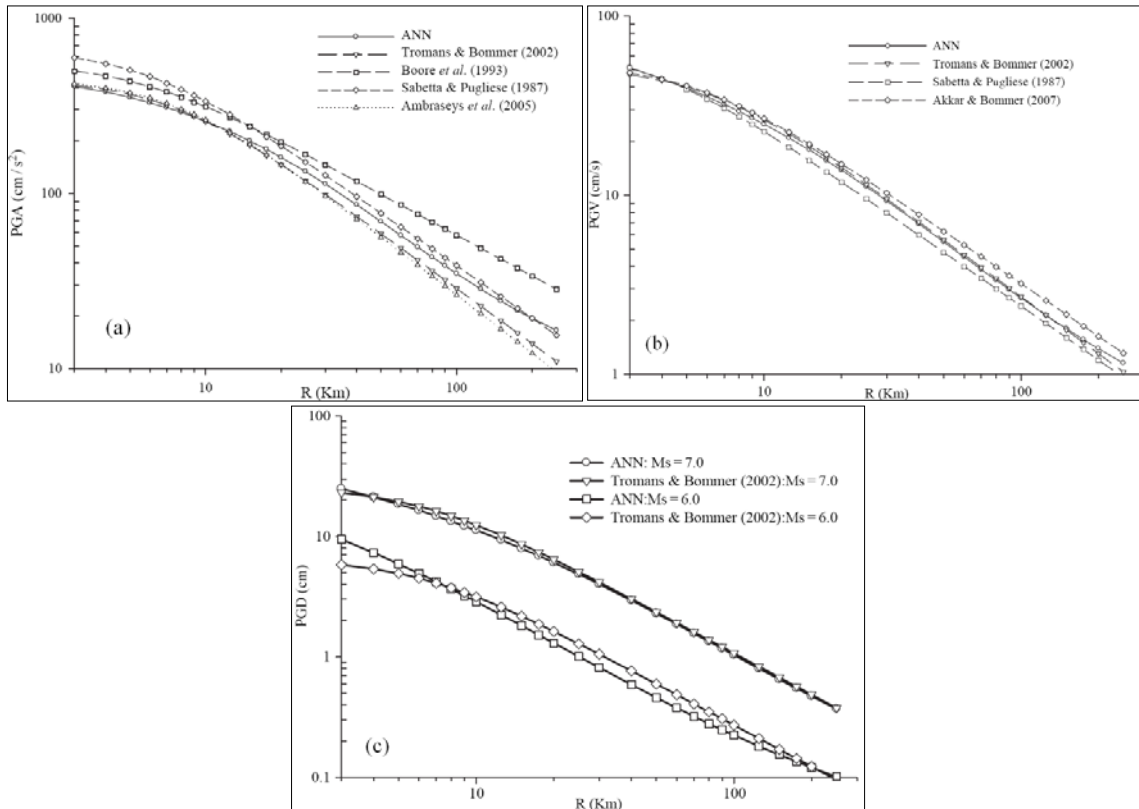 1000
100
10
PGA (cm / s²)
ANN
Tromans & Bommer (2002)
Boore et al. (1993)
Sabetta & Pugliese (1987)
Ambraseys et al. (2005)
(a)
10
100
R (Km)
100
10
1
PGV (cm/s)
ANN
Tromans & Bommer (2002)
Sabetta & Pugliese (1987)
Akkar & Bommer (2007)
(b)
10
100
R (Km)
100
10
1
0.1
PGD (cm)
ANN: Ms = 7.0
Tromans & Bommer (2002):Ms = 7.0
ANN:Ms = 6.0
Tromans & Bommer (2002):Ms = 6.0
(c)
10
100
R (Km)